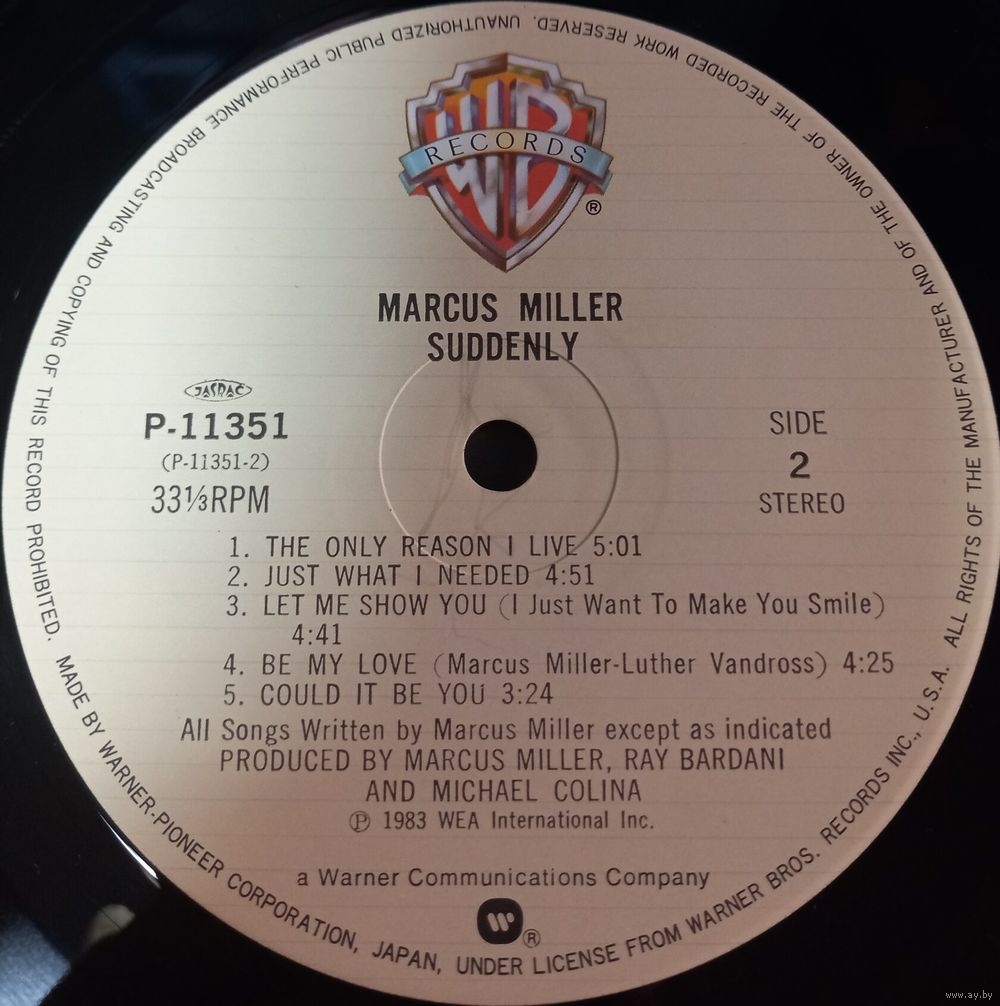 WB
RECORDS
®
MARCUS MILLER
SUDDENLY
JASRAC
P-11351
(P-11351-2)
33⅓RPM
SIDE
2
STEREO
1. THE ONLY REASON I LIVE 5:01
2. JUST WHAT I NEEDED 4:51
3. LET ME SHOW YOU (I Just Want To Make You Smile)
4:41
4. BE MY LOVE (Marcus Miller-Luther Vandross) 4:25
5. COULD IT BE YOU 3:24
All Songs Written by Marcus Miller except as indicated
PRODUCED BY MARCUS MILLER, RAY BARDANI
AND MICHAEL COLINA
℗ 1983 WEA International Inc.
a Warner Communications Company
®
MADE BY WARNER-PIONEER CORPORATION, JAPAN, UNDER LICENSE FROM WARNER BROS. RECORDS INC., U.S.A. ALL RIGHTS OF THE MANUFACTURER AND OF THE OWNER OF THE RECORDED WORK RESERVED. UNAUTHORIZED PUBLIC PERFORMANCE BROADCASTING AND COPYING OF THIS RECORD PROHIBITED.
www.ay.by